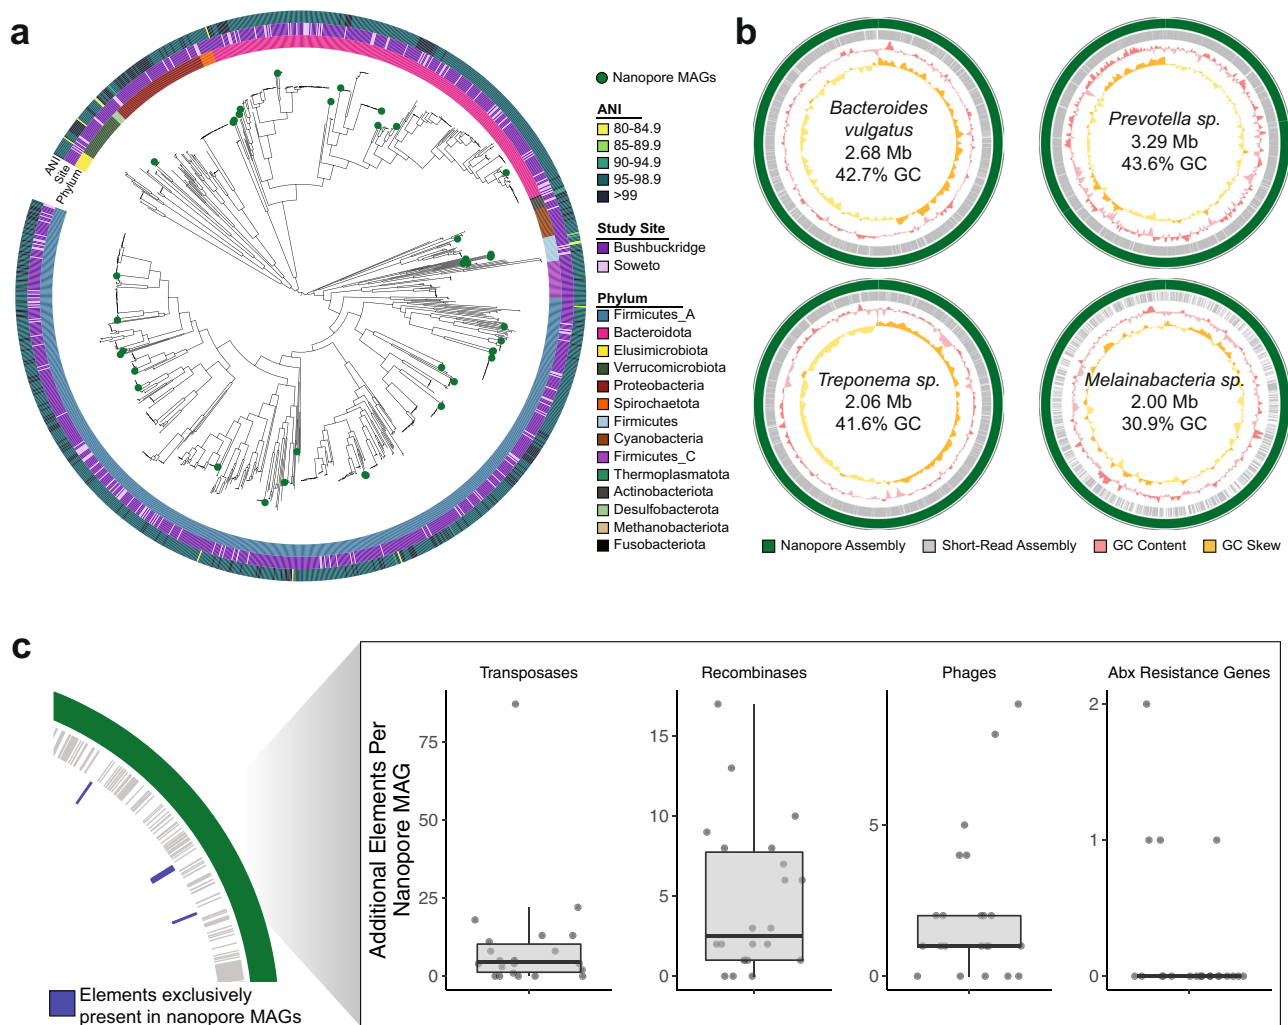 a
ANI
Site
Phylum
Nanopore MAGs
ANI
80-84.9
85-89.9
90-94.9
95-98.9
>99
Study Site
Bushbuckridge
Soweto
Phylum
Firmicutes_A
Bacteroidota
Elusimicrobiota
Verrucomicrobiota
Proteobacteria
Spirochaetota
Firmicutes
Cyanobacteria
Firmicutes_C
Thermoplasmatota
Actinobacteriota
Desulfobacterota
Methanobacteriota
Fusobacteriota
b
Bacteroides
vulgatus
2.68 Mb
42.7% GC
Prevotella sp.
3.29 Mb
43.6% GC
Treponema sp.
2.06 Mb
41.6% GC
Melainabacteria sp.
2.00 Mb
30.9% GC
Nanopore Assembly
Short-Read Assembly
GC Content
GC Skew
c
Elements exclusively
present in nanopore MAGs
Additional Elements Per
Nanopore MAG
Transposases
75
50
25
0
Recombinases
15
10
5
0
Phages
5
0
Abx Resistance Genes
2
1
0